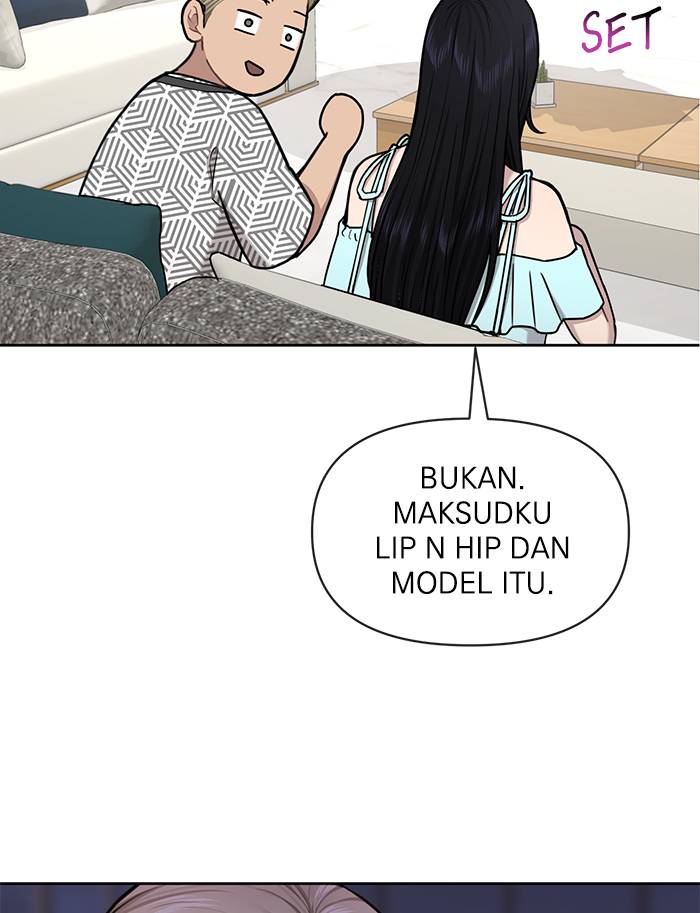 SET
BUKAN.
MAKSUDKU
LIP N HIP DAN
MODEL ITU.